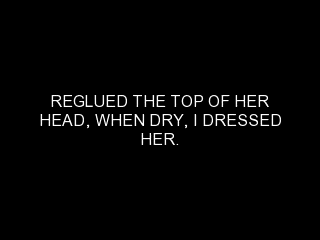 REGLUED THE TOP OF HER
HEAD, WHEN DRY, I DRESSED
HER.